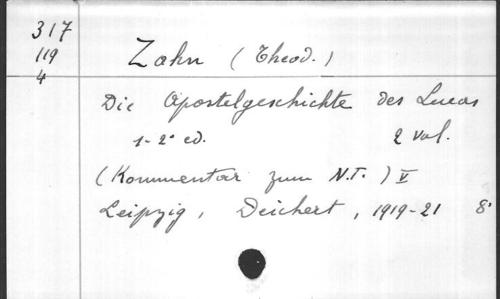 317
119
4
Zahn (Theod.)
Die Apostelgeschichte des Lucas
1-2ª ed. 2 vol.
(Kommentar zum N.T.) V
Leipzig, Deichert, 1919-21 8°